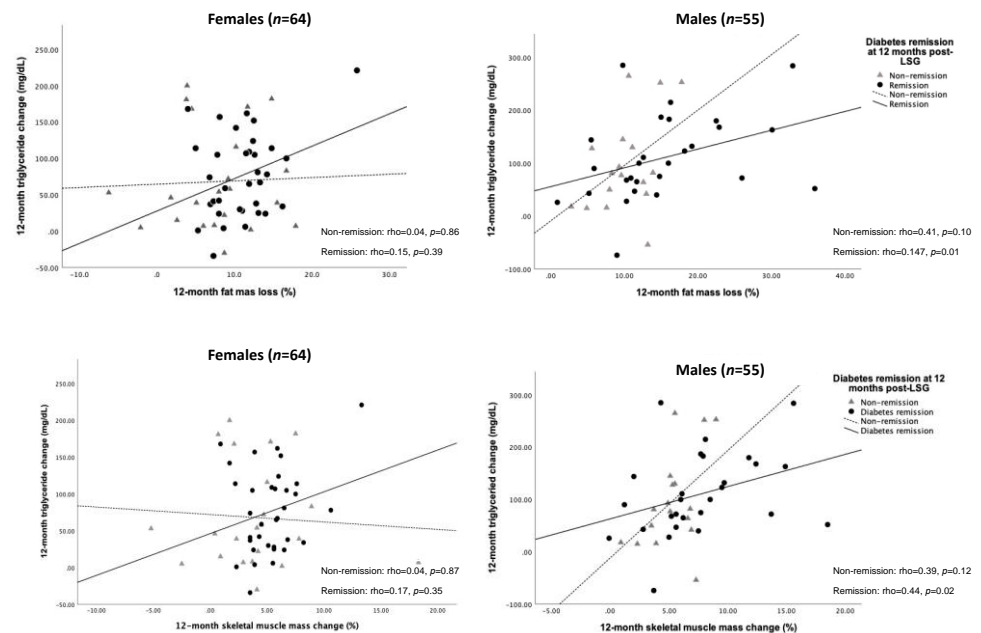 Females (n=64)
12-month triglyceride change (mg/dL)
250.00
200.00
150.00
100.00
50.00
.00
-50.00
-10.0
.0
10.0
20.0
30.0
12-month fat mas loss (%)
Non-remission: rho=0.04, p=0.86
Remission: rho=0.15, p=0.39
Males (n=55)
12-month triglyceride change (mg/dL)
300.00
200.00
100.00
.00
-100.00
.00
10.00
20.00
30.00
40.00
12-month fat mass loss (%)
Diabetes remission
at 12 months post-
LSG
Non-remission
Remission
Non-remission
Remission
Non-remission: rho=0.41, p=0.10
Remission: rho=0.147, p=0.01
Females (n=64)
12-month triglyceride change (mg/dL)
250.00
200.00
150.00
100.00
50.00
.00
-50.00
-10.00
-5.00
.00
5.00
10.00
15.00
20.00
12-month skeletal muscle mass change (%)
Non-remission: rho=0.04, p=0.87
Remission: rho=0.17, p=0.35
Males (n=55)
12-month triglyceried change (mg/dL)
300.00
200.00
100.00
.00
-100.00
-5.00
.00
5.00
10.00
15.00
20.00
12-month skeletal muscle mass change (%)
Diabetes remission at 12
months post-LSG
Non-remission
Diabetes remission
Non-remission
Diabetes remission
Non-remission: rho=0.39, p=0.12
Remission: rho=0.44, p=0.02